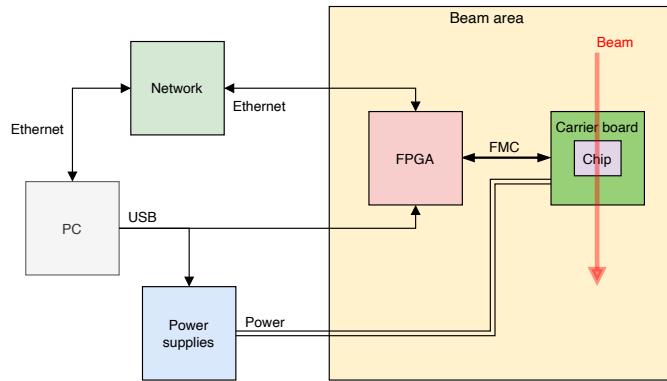 Beam area
Beam
Network
Ethernet
Ethernet
FPGA
FMC
Carrier board
Chip
PC
USB
Power
supplies
Power